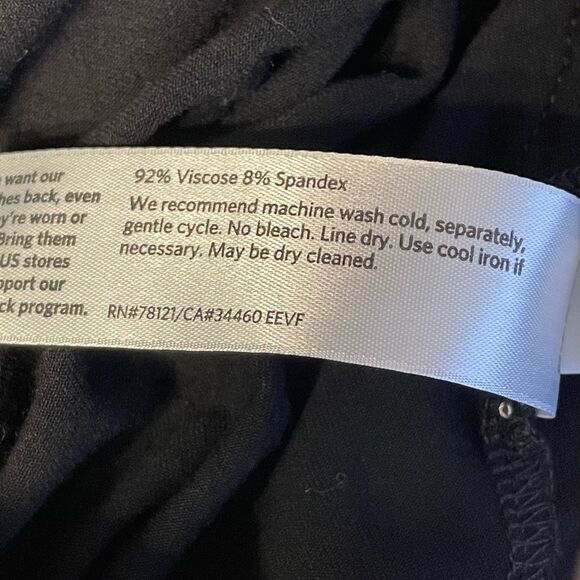 want our
hes back, even
y're worn or
Bring them
US stores
pport our
ck program.
92% Viscose 8% Spandex
We recommend machine wash cold, separately,
gentle cycle. No bleach. Line dry. Use cool iron if
necessary. May be dry cleaned.
RN#78121/CA#34460 EEVF